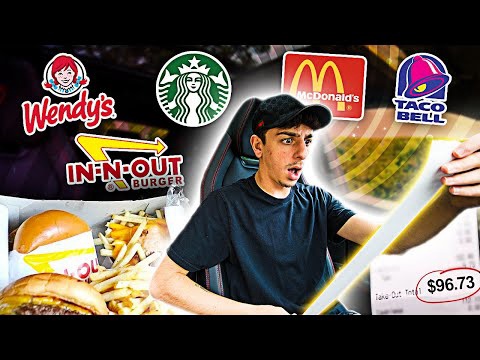 Wendy's
McDonald's
TACO
BELL
IN-N-OUT
BURGER
Take Out Total
$96.73